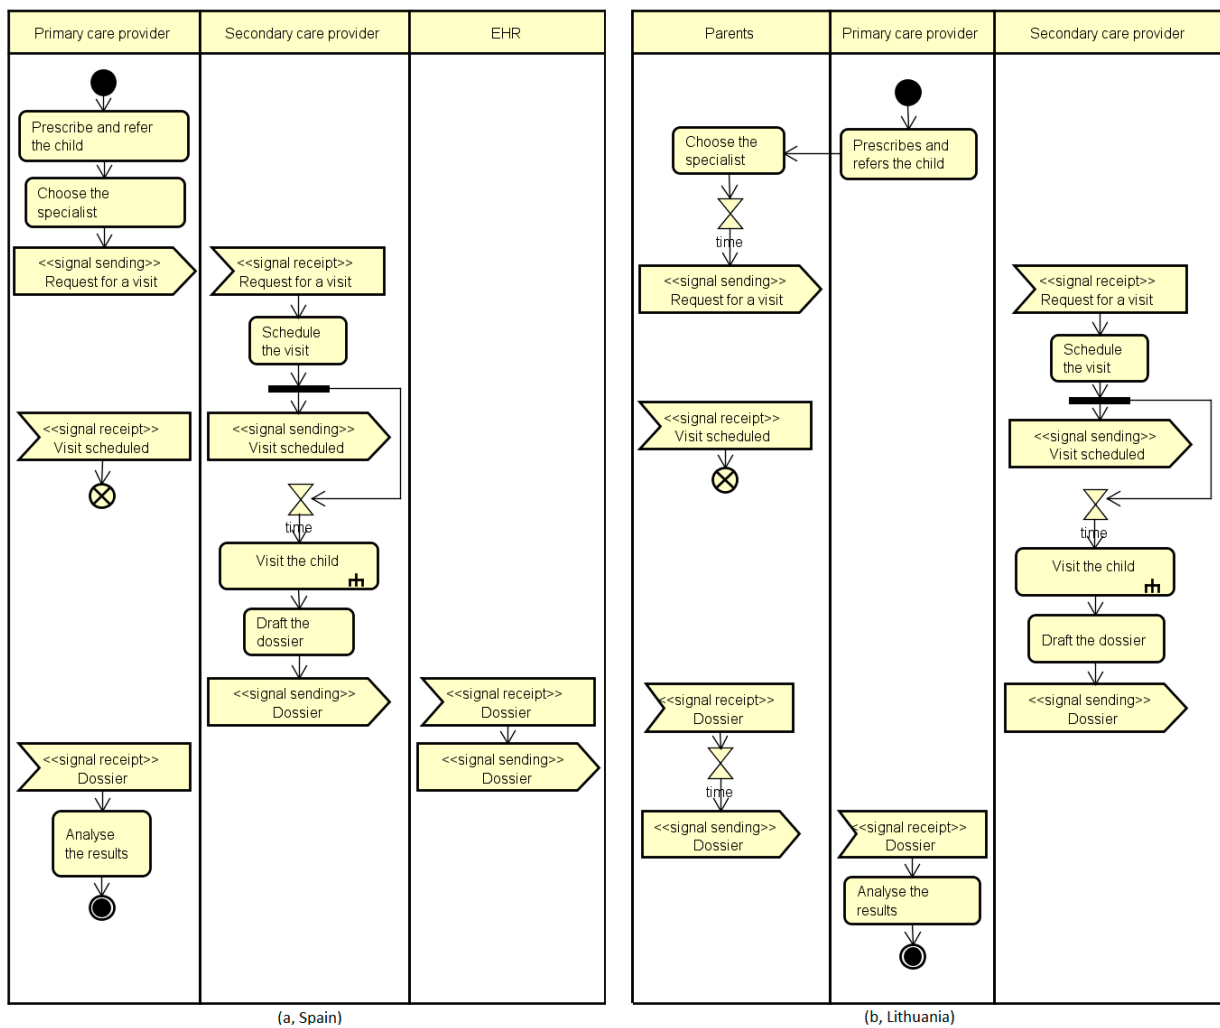 Primary care provider
Secondary care provider
EHR
Prescribe and refer
the child
Choose the
specialist
<<signal sending>>
Request for a visit
<<signal receipt>>
Request for a visit
Schedule
the visit
<<signal receipt>>
Visit scheduled
<<signal sending>>
Visit scheduled
time
Visit the child
Draft the
dossier
<<signal sending>>
Dossier
<<signal receipt>>
Dossier
<<signal sending>>
Dossier
<<signal receipt>>
Dossier
Analyse
the results
(a, Spain)
Parents
Primary care provider
Secondary care provider
Prescribes and
refers the child
Choose the
specialist
time
<<signal sending>>
Request for a visit
<<signal receipt>>
Request for a visit
Schedule
the visit
<<signal receipt>>
Visit scheduled
<<signal sending>>
Visit scheduled
time
Visit the child
Draft the dossier
<<signal sending>>
Dossier
<<signal receipt>>
Dossier
time
<<signal sending>>
Dossier
<<signal receipt>>
Dossier
Analyse the
results
(b, Lithuania)